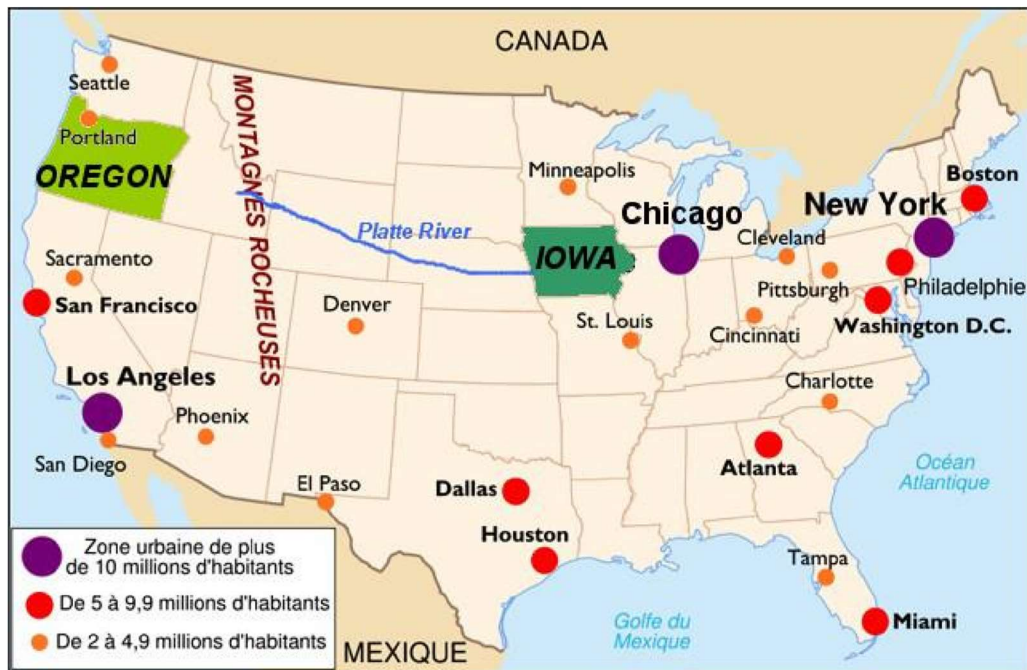 CANADA
Seattle
MONTAGNES ROCHEUSES
Portland
OREGON
Minneapolis
Boston
Chicago
New York
Platte River
IOWA
Cleveland
Sacramento
Pittsburgh
Philadelphie
San Francisco
Denver
St. Louis
Cincinnati
Washington D.C.
Los Angeles
Charlotte
Phoenix
San Diego
Atlanta
Océan
Atlantique
El Paso
Dallas
Houston
Tampa
Golfe du
Mexique
Miami
MEXIQUE
Zone urbaine de plus
de 10 millions d'habitants
De 5 à 9,9 millions d'habitants
De 2 à 4,9 millions d'habitants